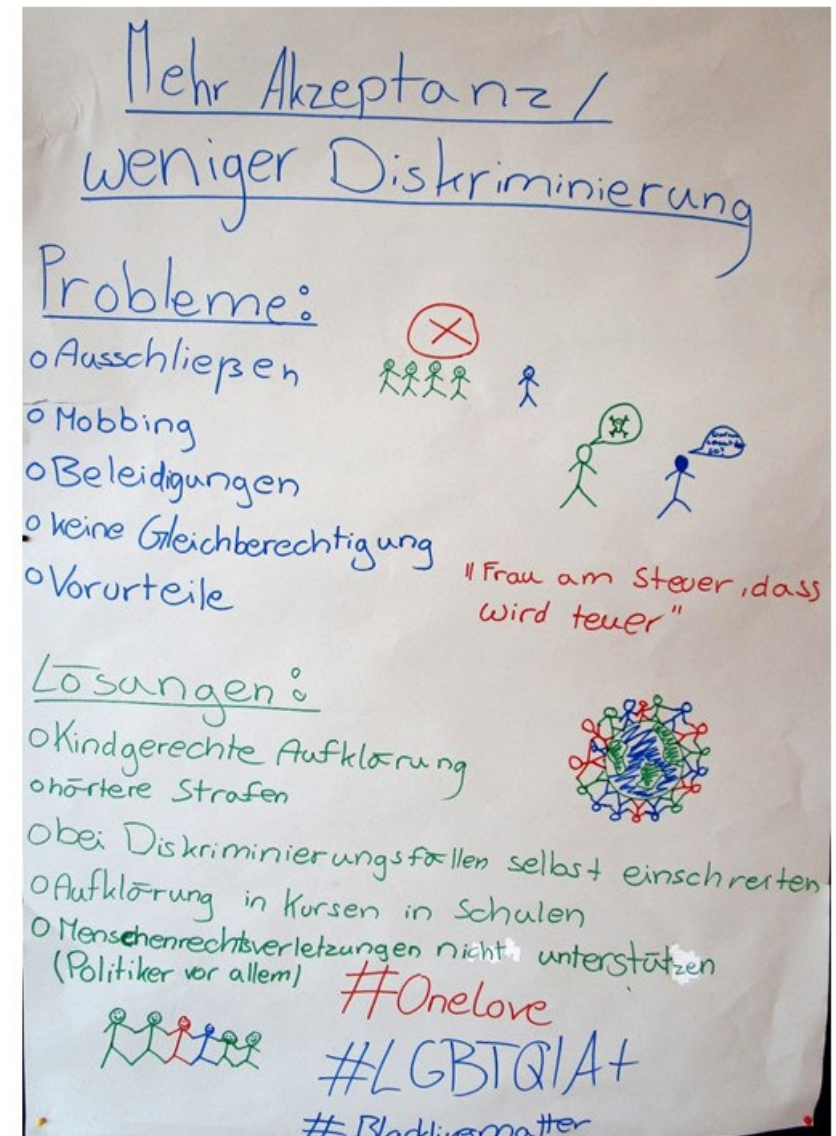 Mehr Akzeptanz /
weniger Diskriminierung
Probleme:
o Ausschließen
o Mobbing
o Beleidigungen
o keine Gleichberechtigung
o Vorurteile
"Frau am Steuer, dass
wird teuer"
Lösungen:
o Kindgerechte Aufklärung
o härtere Strafen
o bei Diskriminierungsfällen selbst einschreiten
o Aufklärung in Kursen in Schulen
o Menschenrechtsverletzungen nicht unterstützen
(Politiker vor allem)
#Onelove
#LGBTQIA+